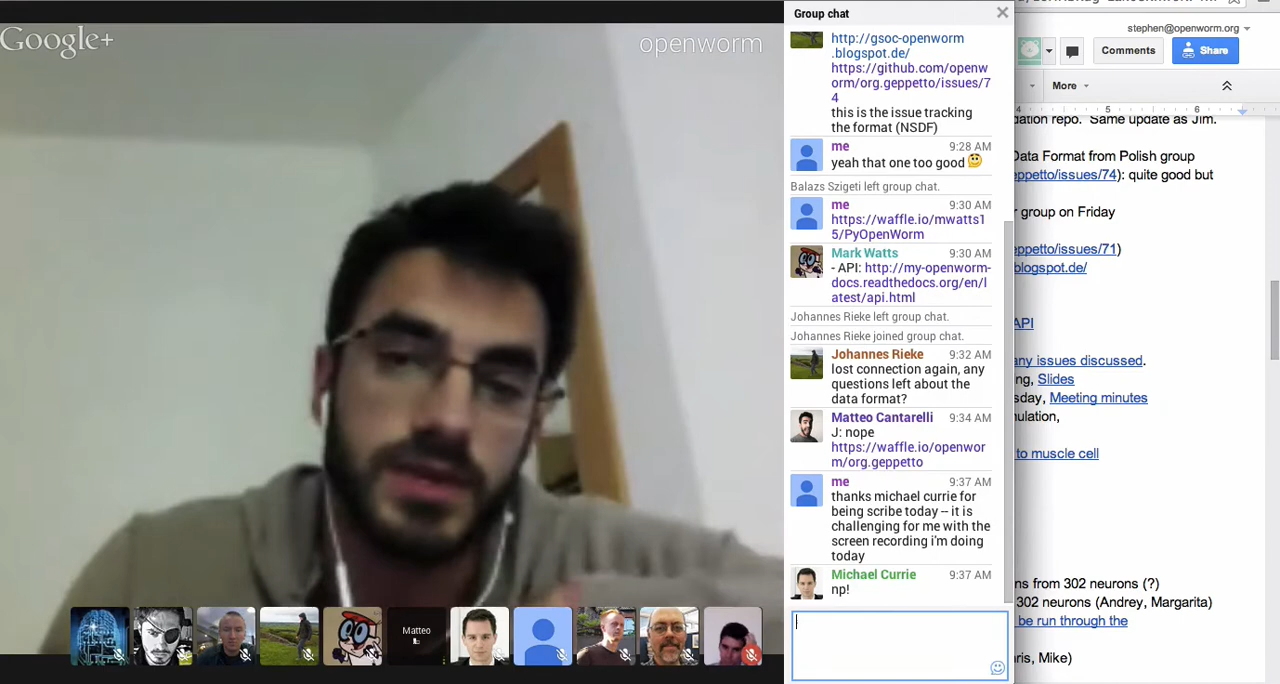 Google+
openworm
Matteo
Group chat
http://gsoc-openworm
.blogspot.de/
https://github.com/openw
orm/org.geppetto/issues/7
4
this is the issue tracking
the format (NSDF)
me 9:28 AM
yeah that one too good
Balazs Szigeti left group chat.
me 9:30 AM
https://waffle.io/mwatts1
5/PyOpenWorm
Mark Watts 9:30 AM
- API: http://my-openworm-
docs.readthedocs.org/en/l
atest/api.html
Johannes Rieke left group chat.
Johannes Rieke joined group chat.
Johannes Rieke 9:32 AM
lost connection again, any
questions left about the
data format?
Matteo Cantarelli 9:34 AM
J: nope
https://waffle.io/openwor
m/org.geppetto
me 9:37 AM
thanks michael currie for
being scribe today -- it is
challenging for me with the
screen recording i'm doing
today
Michael Currie 9:37 AM
np!
stephen@openworm.org
Comments
Share
More
4 5 6
dation repo. Same update as Jim.
Data Format from Polish group
eppetto/issues/74): quite good but
r group on Friday
eppetto/issues/71)
blogspot.de/
API
any issues discussed.
ng, Slides
sday, Meeting minutes
mulation,
to muscle cell
ns from 302 neurons (?)
302 neurons (Andrey, Margarita)
be run through the
ris, Mike)